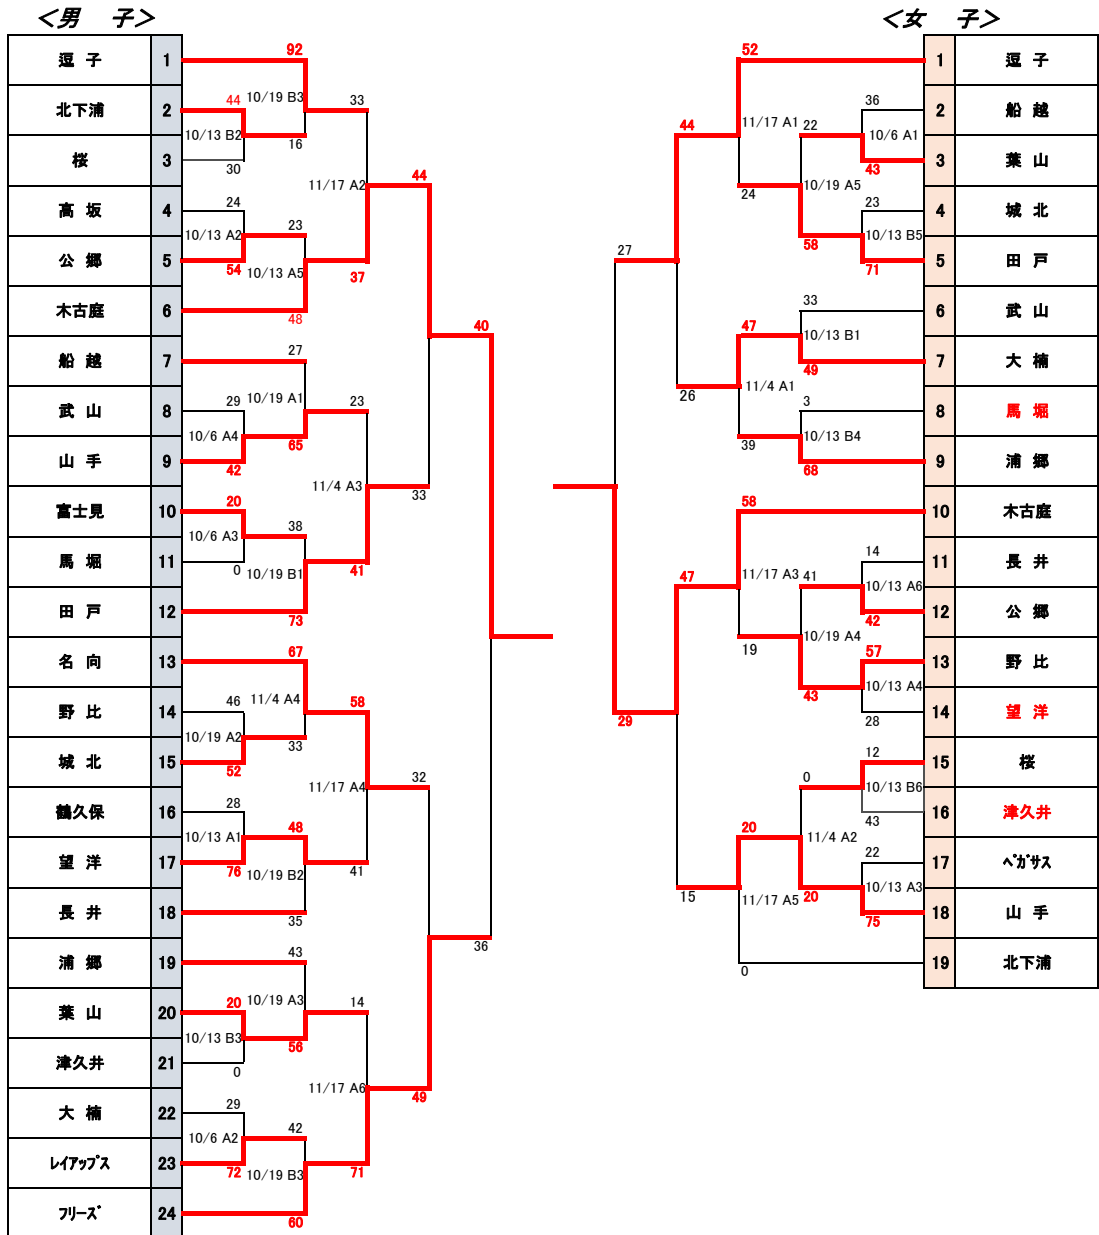 ＜男 子＞
92
逗 子 1
44 10/19 B3 33
北下浦 2
10/13 B2 16
桜 3
30
11/17 A2 44
24
高 坂 4
10/13 A2 23
公 郷 5
54 10/13 A5 37
木古庭 6
48
40
27
船 越 7
10/19 A1 23
29
武 山 8
10/6 A4 65
山 手 9
42
11/4 A3 33
20
富士見 10
10/6 A3 38
馬 堀 11
0 10/19 B1 41
田 戸 12
73
67
名 向 13
46 11/4 A4 58
野 比 14
10/19 A2 33
城 北 15
52
11/17 A4 32
28
鶴久保 16
10/13 A1 48
望 洋 17
76 10/19 B2 41
長 井 18
35
36
43
浦 郷 19
20 10/19 A3 14
葉 山 20
10/13 B3 56
津久井 21
0
11/17 A6 49
29
大 楠 22
10/6 A2 42
レイアップス 23
72 10/19 B3 71
フリーズ 24
60
＜女 子＞
52
1 逗 子
36
2 船 越
44 11/17 A1 22 10/6 A1
3 葉 山
43
24 10/19 A5
23
4 城 北
58 10/13 B5
5 田 戸
71
27
33
6 武 山
47 10/13 B1
7 大 楠
49
26 11/4 A1
3
8 馬 堀
39 10/13 B4
9 浦 郷
68
58
10 木古庭
14
11 長 井
47 11/17 A3 41 10/13 A6
12 公 郷
42
19 10/19 A4
57
13 野 比
43 10/13 A4
14 望 洋
28
29
12
15 桜
0 10/13 B6
16 津久井
43
20 11/4 A2
22
17 ペガサス
15 11/17 A5 20 10/13 A3
18 山 手
75
19 北下浦
0